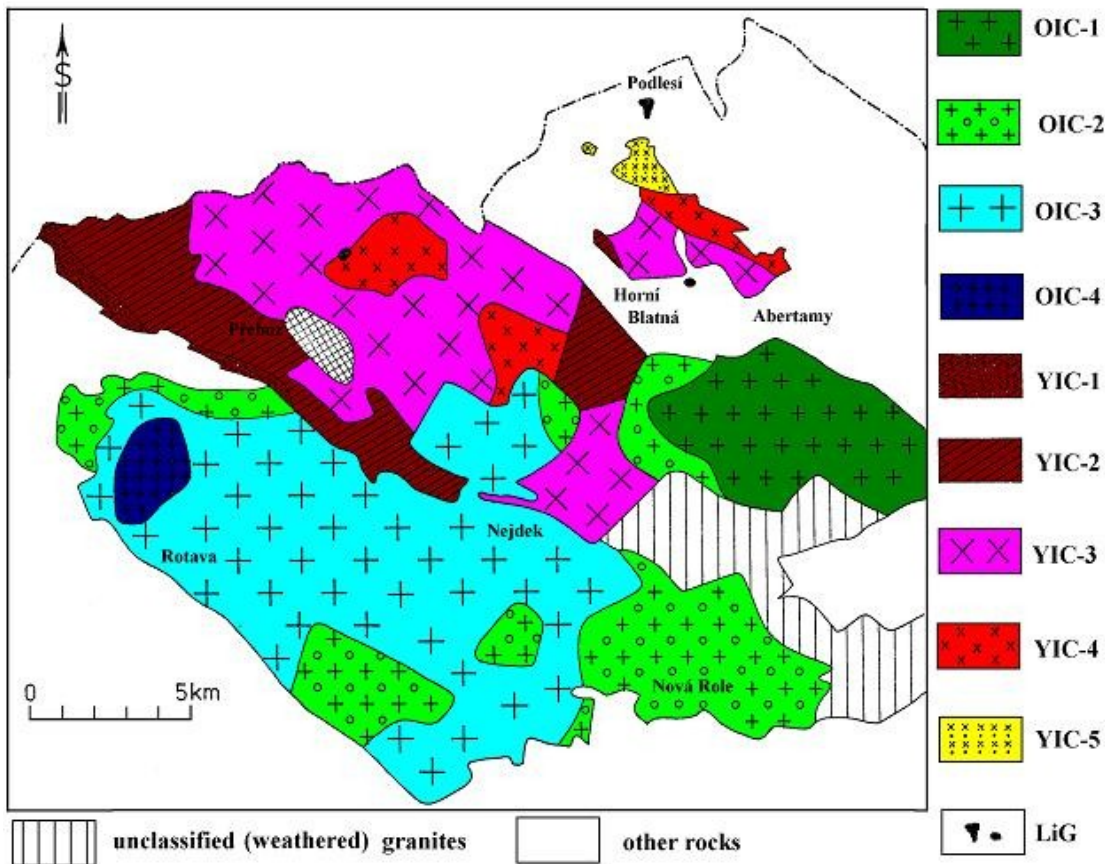 S
Podlesí
Horní
Blatná
Abertamy
Přebuz
Nejdek
Rotava
Nová Role
0
5km
OIC-1
OIC-2
OIC-3
OIC-4
YIC-1
YIC-2
YIC-3
YIC-4
YIC-5
LiG
unclassified (weathered) granites
other rocks